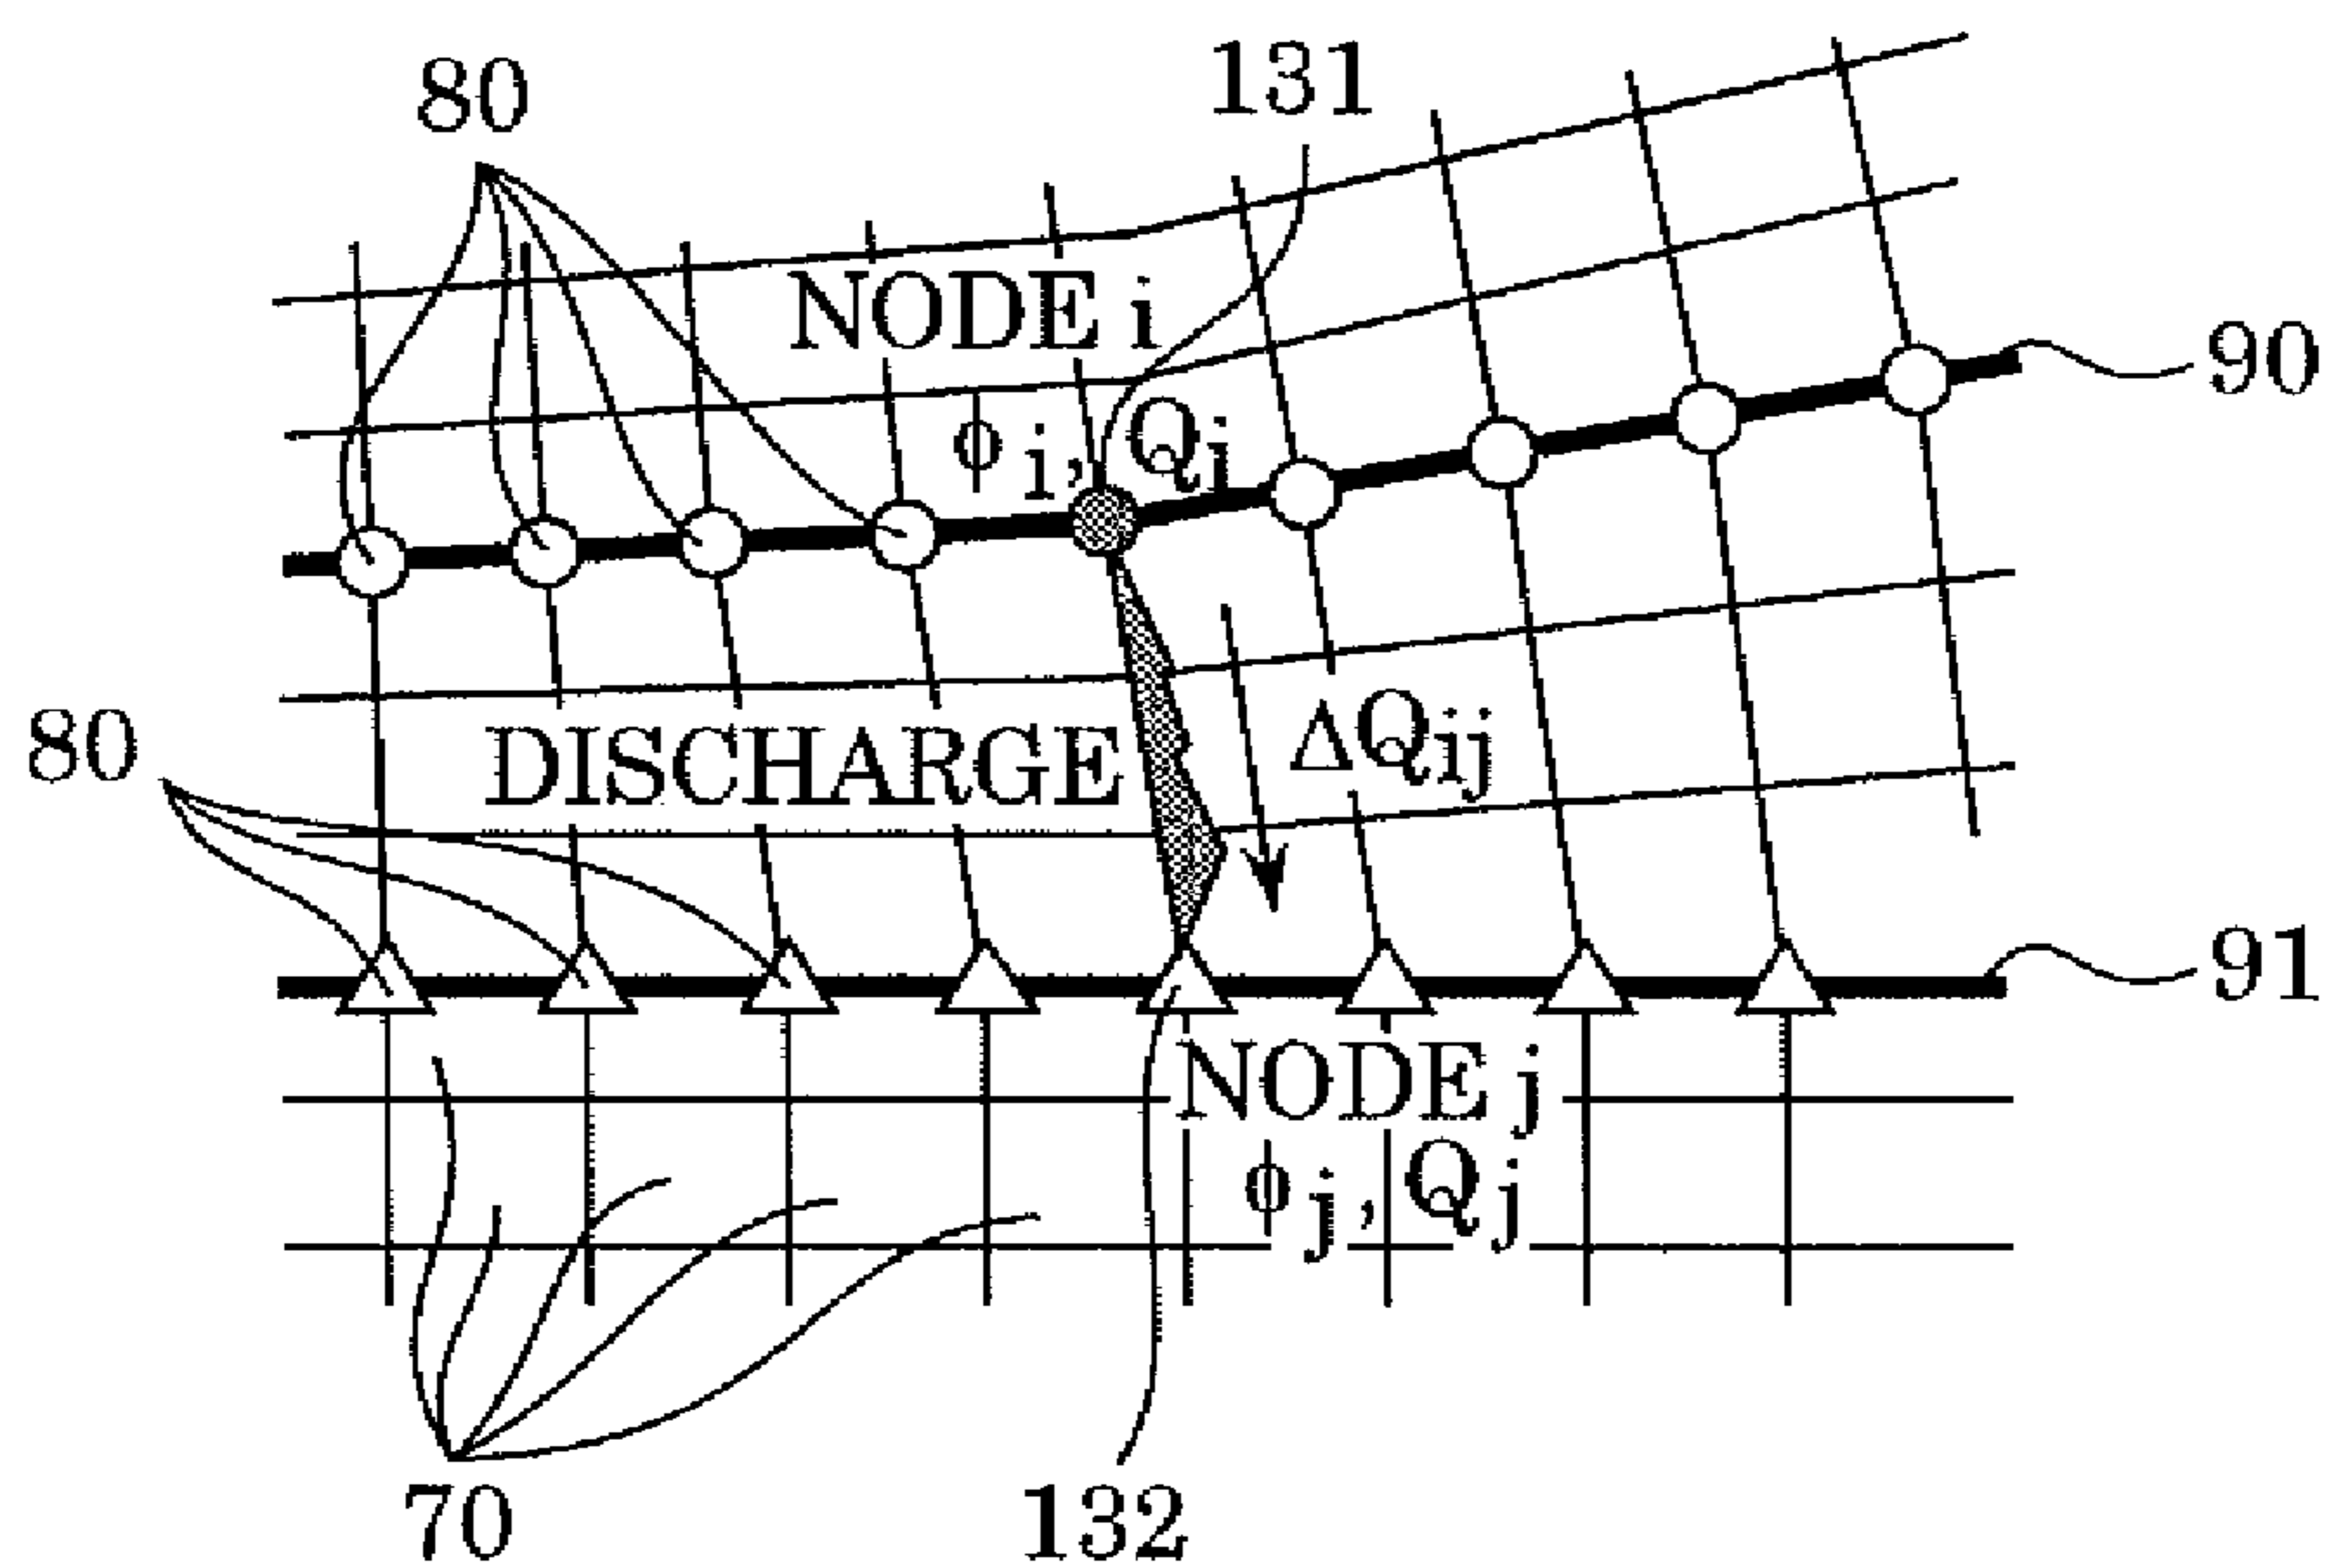 80
131
NODE i
90
ϕi, Qi
80
DISCHARGE
ΔQij
91
NODE j
ϕj, Qj
70
132